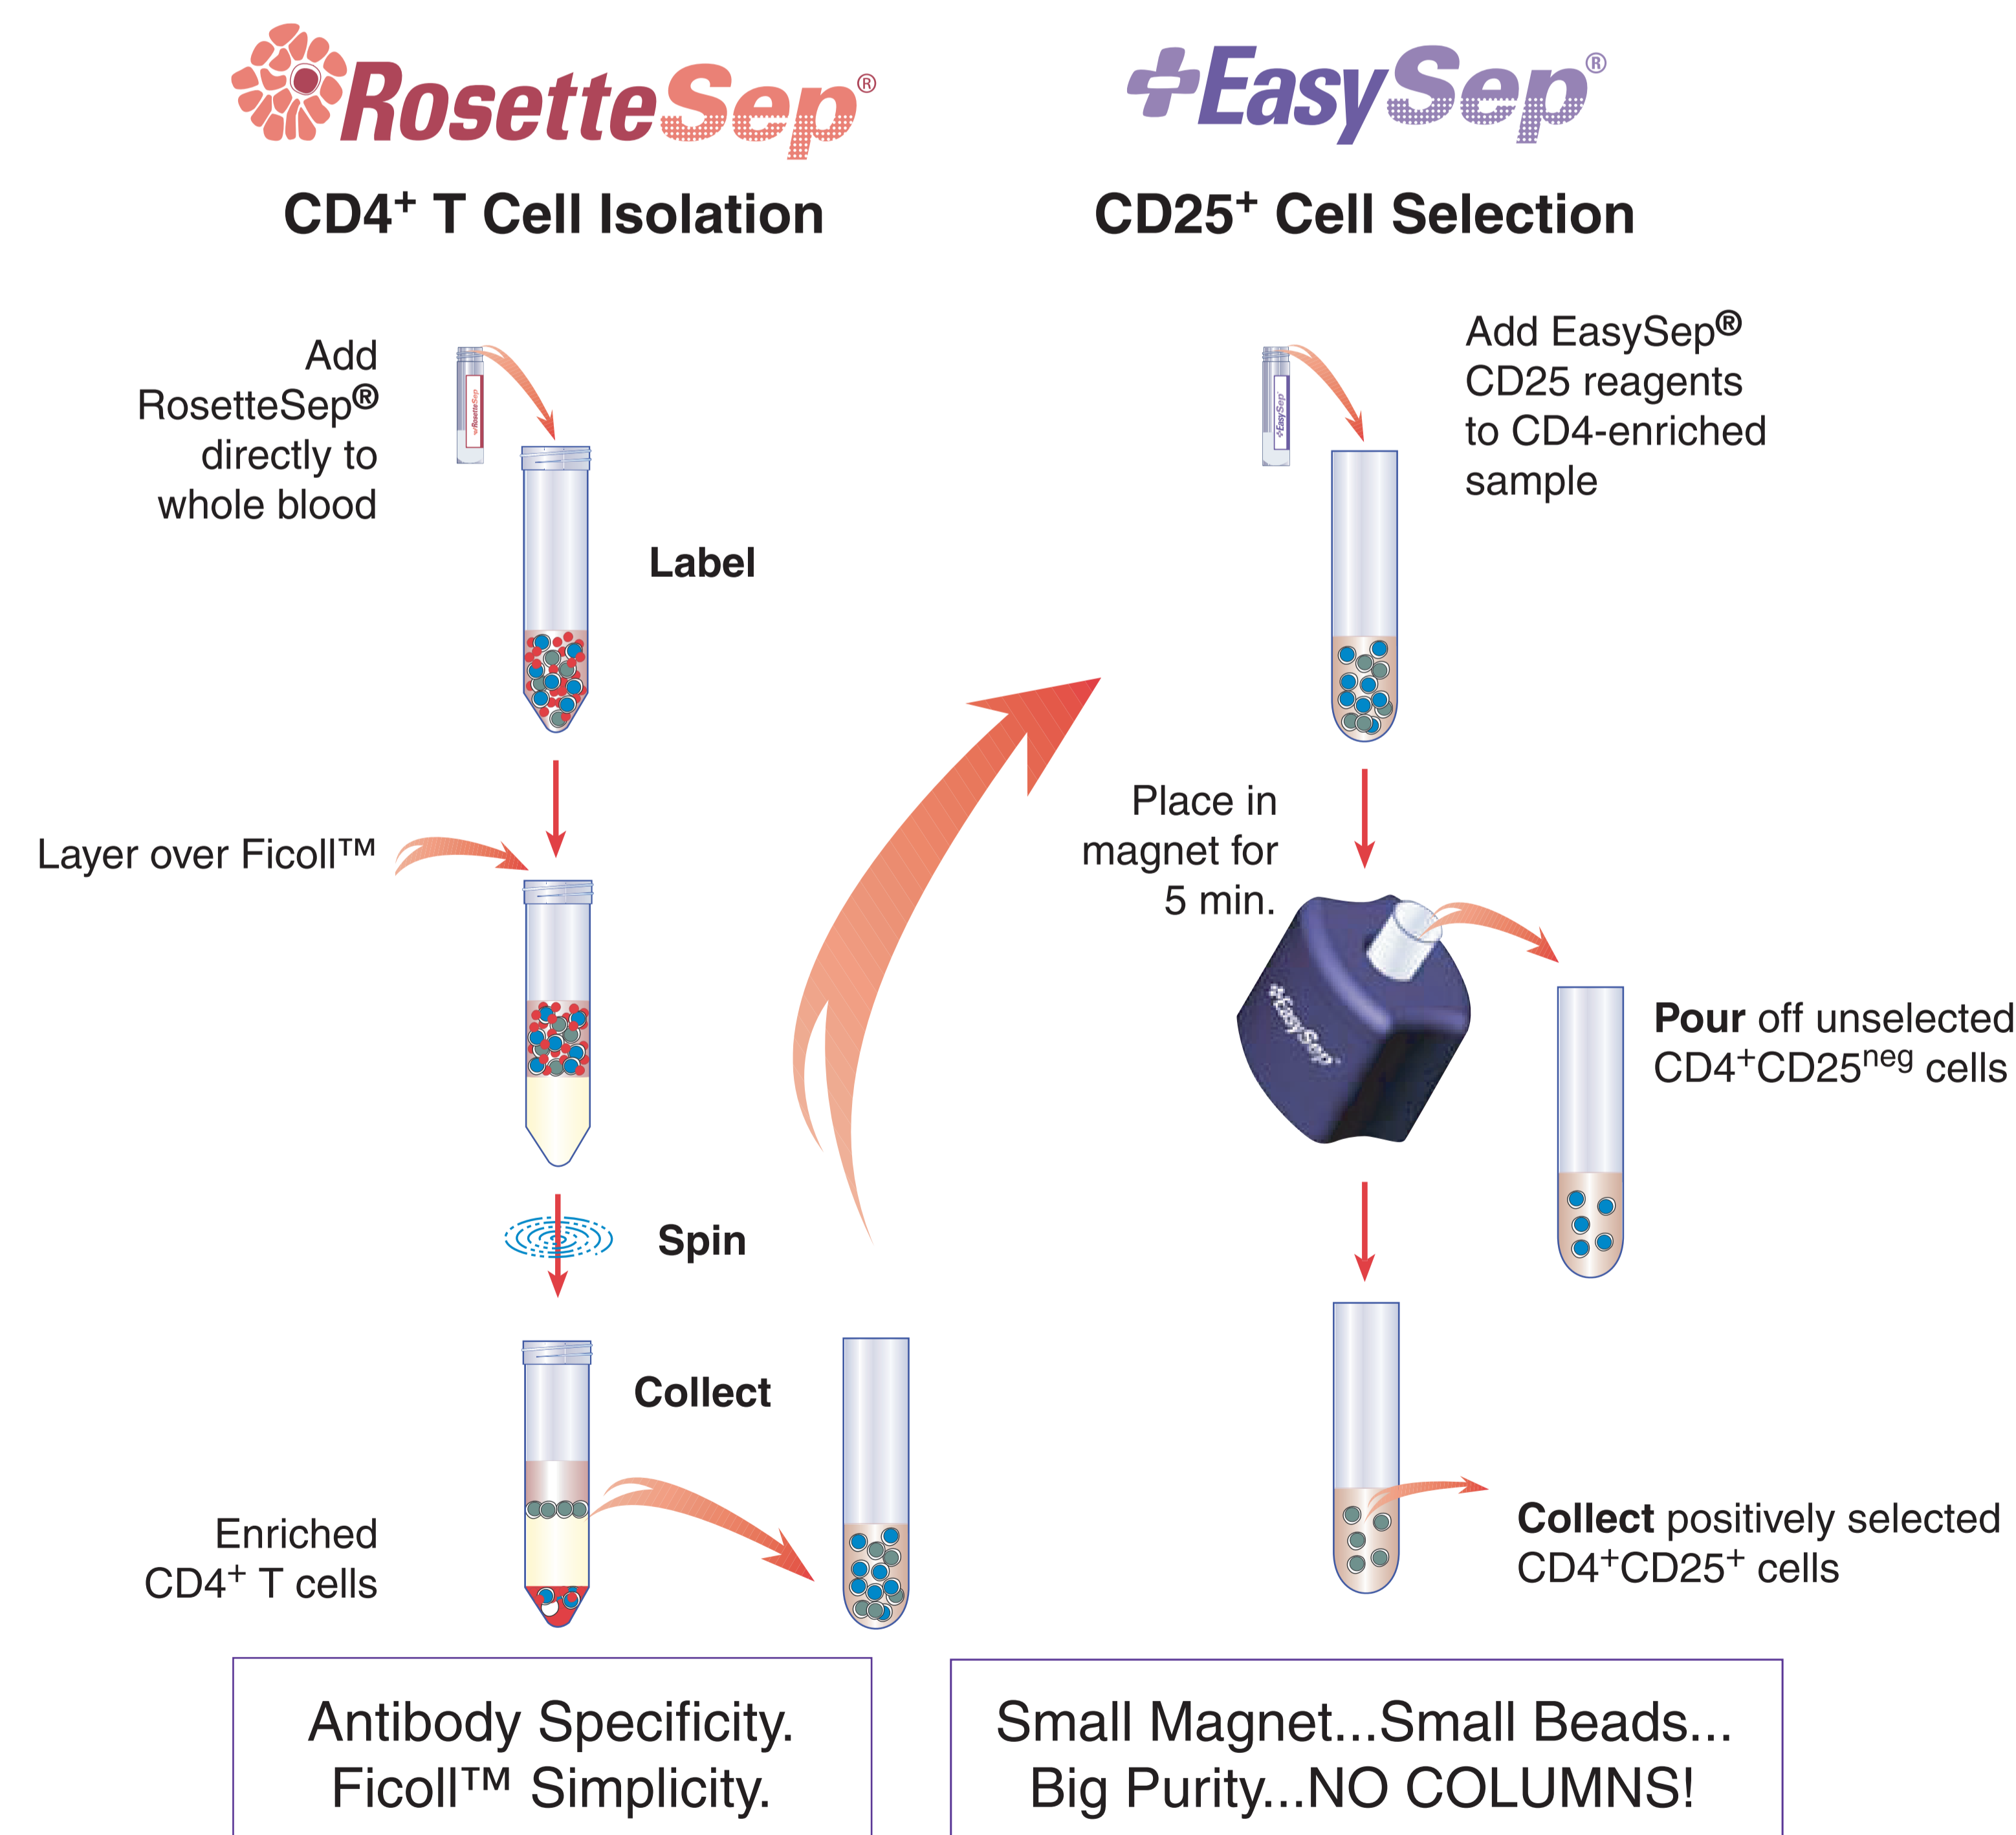 RosetteSep®
CD4+ T Cell Isolation
Add
RosetteSep®
directly to
whole blood
RosetteSep
Label
Layer over Ficoll™
Spin
Collect
Enriched
CD4+ T cells
Antibody Specificity.
Ficoll™ Simplicity.
EasySep®
CD25+ Cell Selection
Add EasySep®
CD25 reagents
to CD4-enriched
sample
EasySep
Place in
magnet for
5 min.
EasySep
Pour off unselected
CD4+CD25neg cells
Collect positively selected
CD4+CD25+ cells
Small Magnet...Small Beads...
Big Purity...NO COLUMNS!